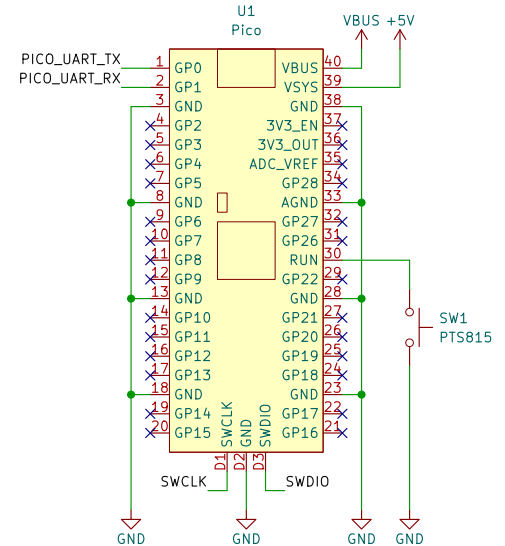 U1
Pico
VBUS +5V
PICO_UART_TX 1 GP0 VBUS 40
PICO_UART_RX 2 GP1 VSYS 39
3 GND GND 38
4 GP2 3V3_EN 37
5 GP3 3V3_OUT 36
6 GP4 ADC_VREF 35
7 GP5 GP28 34
8 GND AGND 33
9 GP6 GP27 32
10 GP7 GP26 31
11 GP8 RUN 30
12 GP9 GP22 29
13 GND GND 28
14 GP10 GP21 27
15 GP11 GP20 26
16 GP12 GP19 25
17 GP13 GP18 24
18 GND GND 23
19 GP14 GP17 22
20 GP15 GP16 21
SW1
PTS815
SWCLK GND SWDIO
D1 D2 D3
SWCLK SWDIO
GND GND GND GND